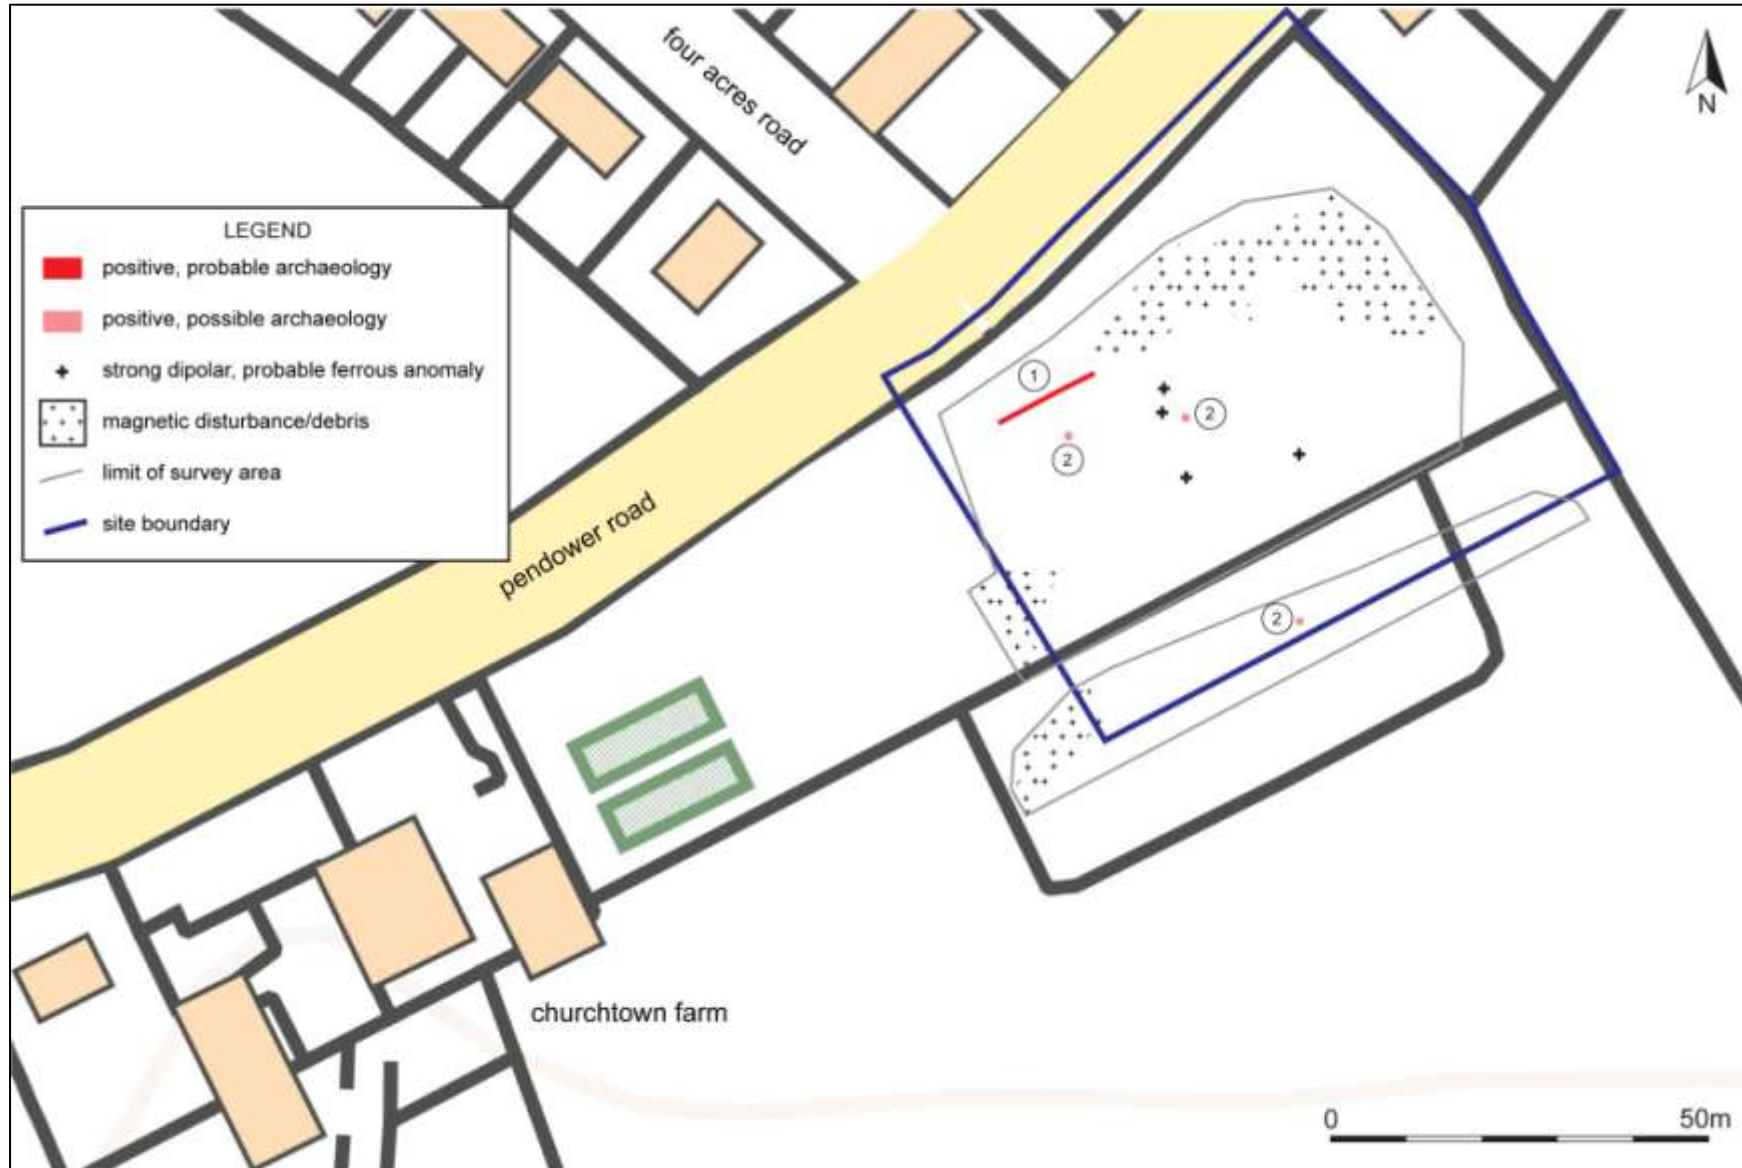 four acres road
N
LEGEND
positive, probable archaeology
positive, possible archaeology
strong dipolar, probable ferrous anomaly
magnetic disturbance/debris
limit of survey area
site boundary
1
2
2
pendower road
2
churchtown farm
0 50m